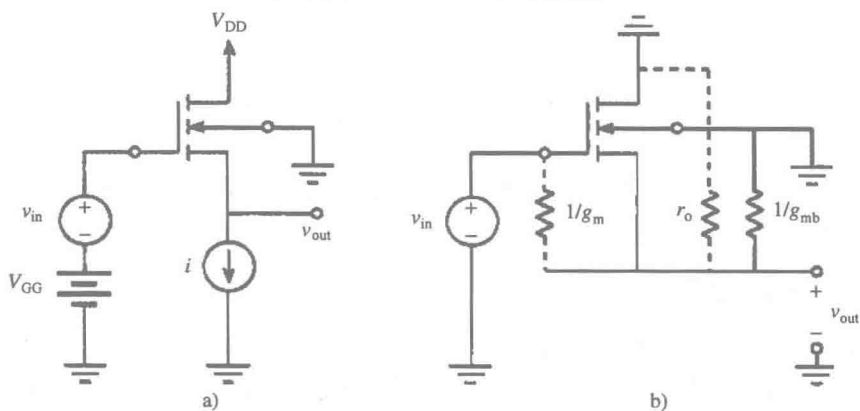 V_DD
v_in
+
−
V_GG
i
v_out
a)
v_in
+
−
1/g_m
r_o
1/g_mb
+
v_out
−
b)